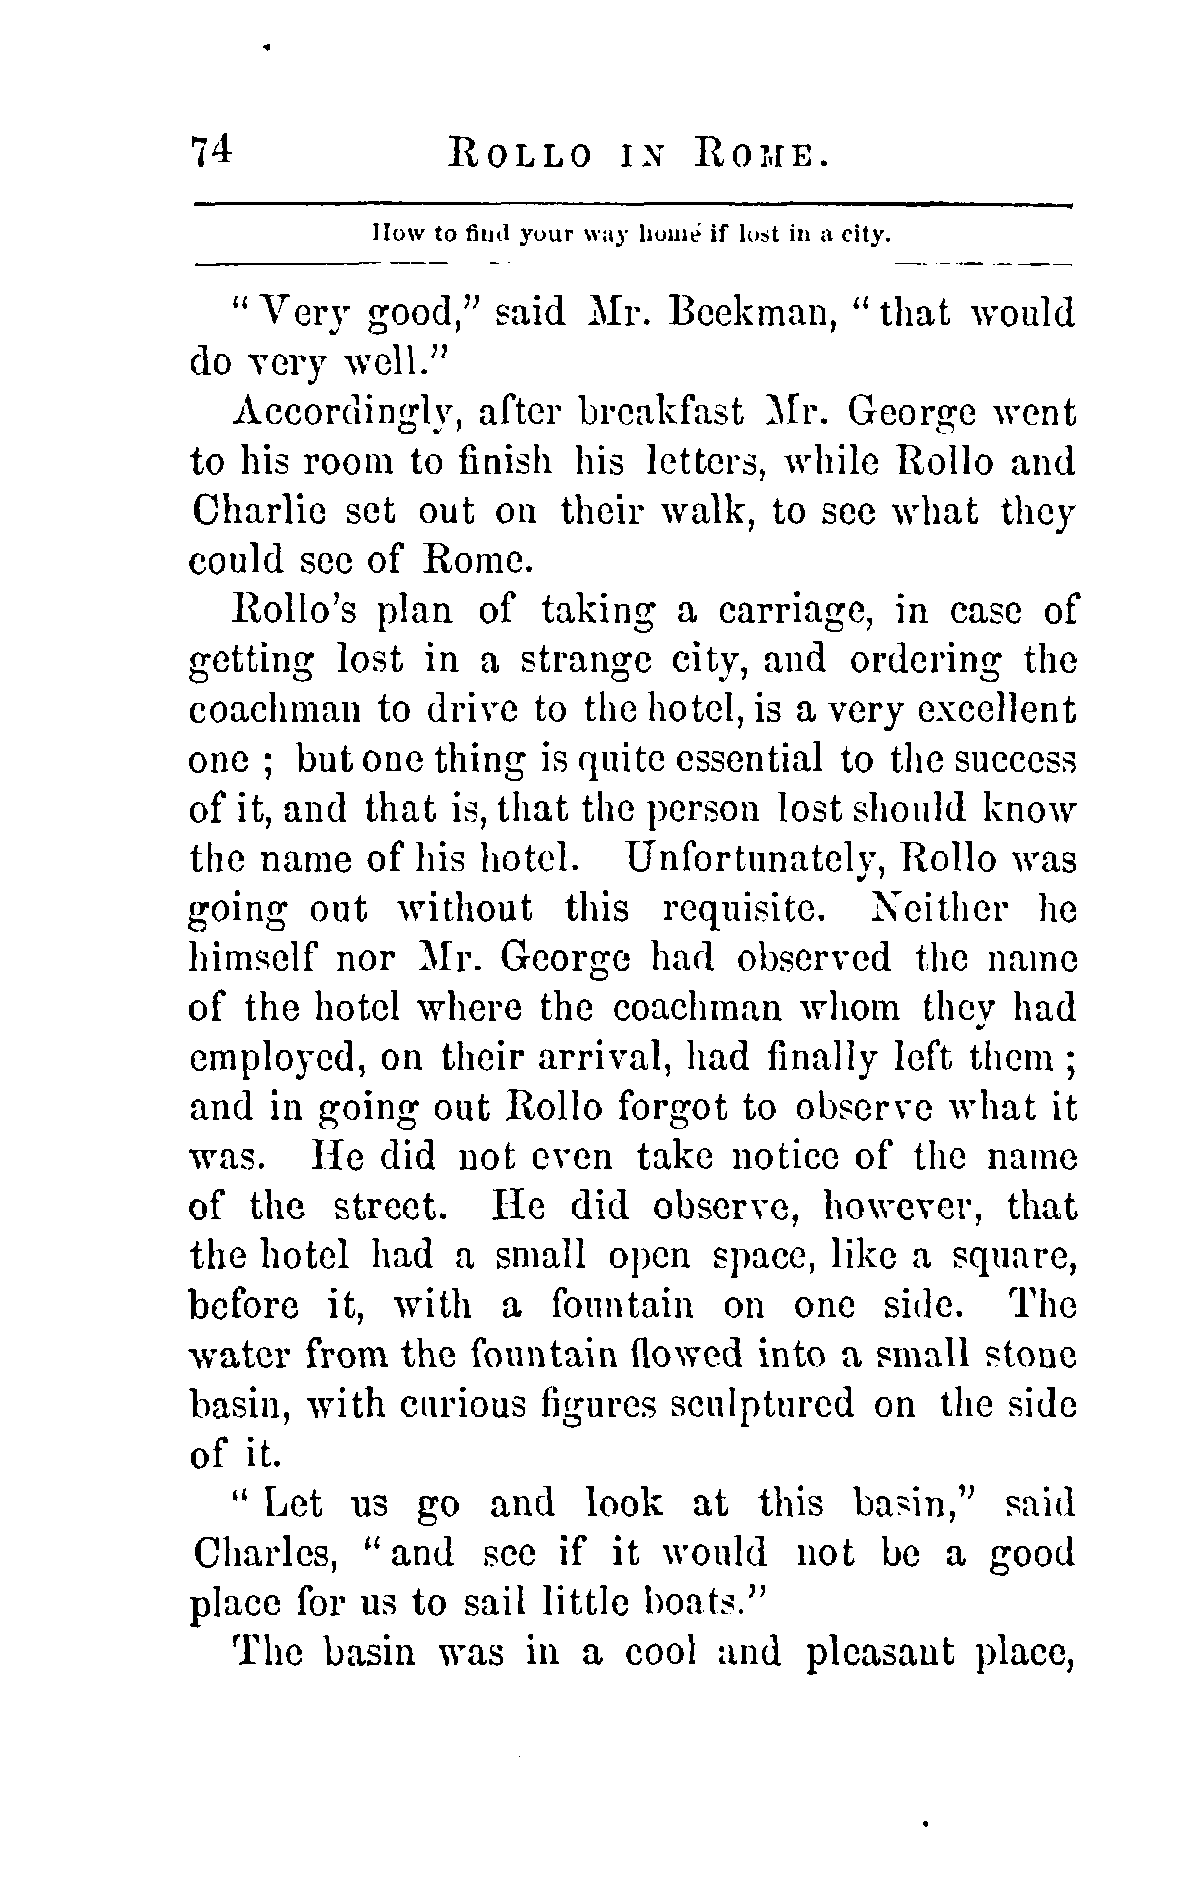 74 ROLLO IN ROME.
How to find your way home if lost in a city.
“Very good,” said Mr. Beekman, “that would
do very well.”
Accordingly, after breakfast Mr. George went
to his room to finish his letters, while Rollo and
Charlie set out on their walk, to see what they
could see of Rome.
Rollo’s plan of taking a carriage, in case of
getting lost in a strange city, and ordering the
coachman to drive to the hotel, is a very excellent
one ; but one thing is quite essential to the success
of it, and that is, that the person lost should know
the name of his hotel. Unfortunately, Rollo was
going out without this requisite. Neither he
himself nor Mr. George had observed the name
of the hotel where the coachman whom they had
employed, on their arrival, had finally left them ;
and in going out Rollo forgot to observe what it
was. He did not even take notice of the name
of the street. He did observe, however, that
the hotel had a small open space, like a square,
before it, with a fountain on one side. The
water from the fountain flowed into a small stone
basin, with curious figures sculptured on the side
of it.
“Let us go and look at this basin,” said
Charles, “and see if it would not be a good
place for us to sail little boats.”
The basin was in a cool and pleasant place,